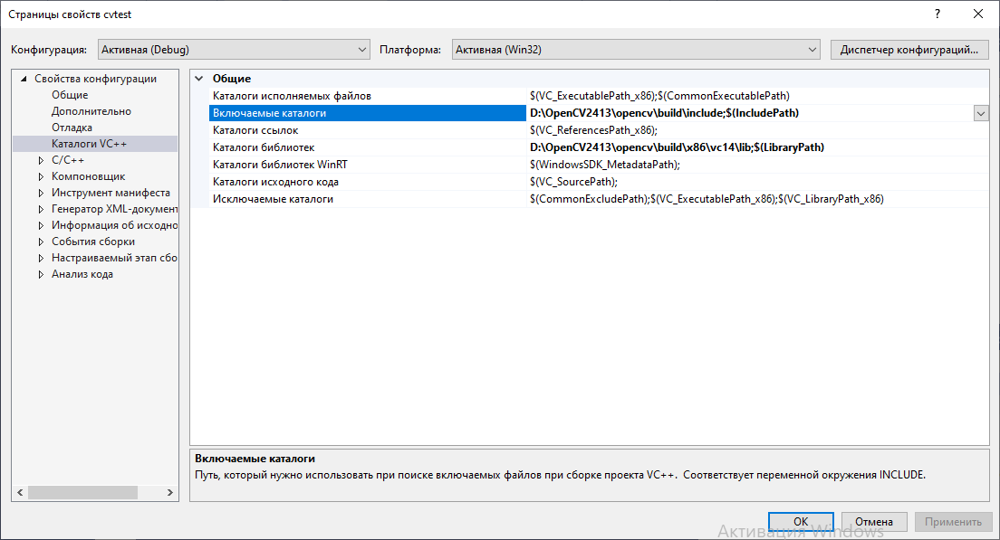 Страницы свойств cvtest
?
Конфигурация: Активная (Debug) Платформа: Активная (Win32) Диспетчер конфигураций...
Свойства конфигурации
Общие
Дополнительно
Отладка
Каталоги VC++
C/C++
Компоновщик
Инструмент манифеста
Генератор XML-документ
Информация об исходно
События сборки
Настраиваемый этап сбо
Анализ кода
Общие
Каталоги исполняемых файлов $(VC_ExecutablePath_x86);$(CommonExecutablePath)
Включаемые каталоги D:\OpenCV2413\opencv\build\include;$(IncludePath)
Каталоги ссылок $(VC_ReferencesPath_x86);
Каталоги библиотек D:\OpenCV2413\opencv\build\x86\vc14\lib;$(LibraryPath)
Каталоги библиотек WinRT $(WindowsSDK_MetadataPath);
Каталоги исходного кода $(VC_SourcePath);
Исключаемые каталоги $(CommonExcludePath);$(VC_ExecutablePath_x86);$(VC_LibraryPath_x86)
Включаемые каталоги
Путь, который нужно использовать при поиске включаемых файлов при сборке проекта VC++. Соответствует переменной окружения INCLUDE.
ОК Отмена Применить
Активация Windows